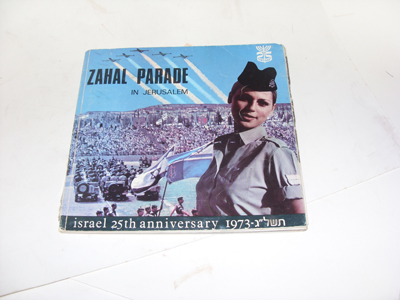 ZAHAL PARADE
IN JERUSALEM
israel 25th anniversary 1973-תשל״ג